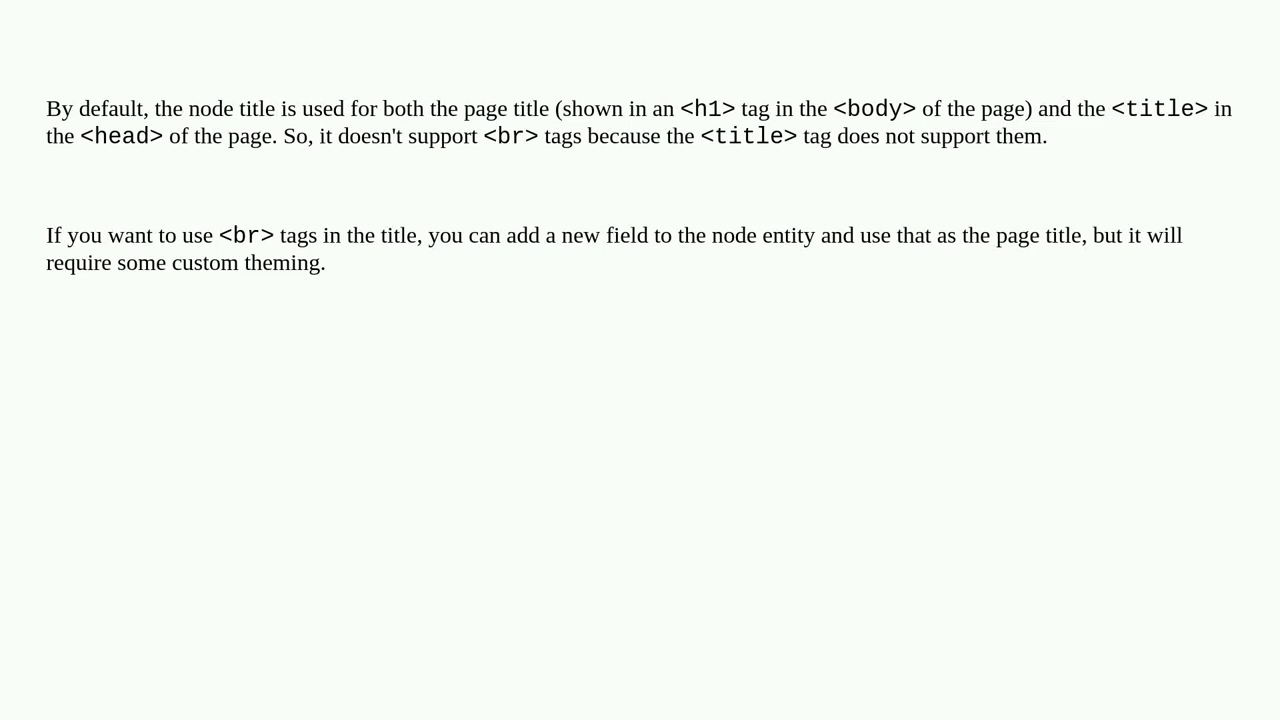 By default, the node title is used for both the page title (shown in an <h1> tag in the <body> of the page) and the <title> in
the <head> of the page. So, it doesn't support <br> tags because the <title> tag does not support them.
If you want to use <br> tags in the title, you can add a new field to the node entity and use that as the page title, but it will
require some custom theming.